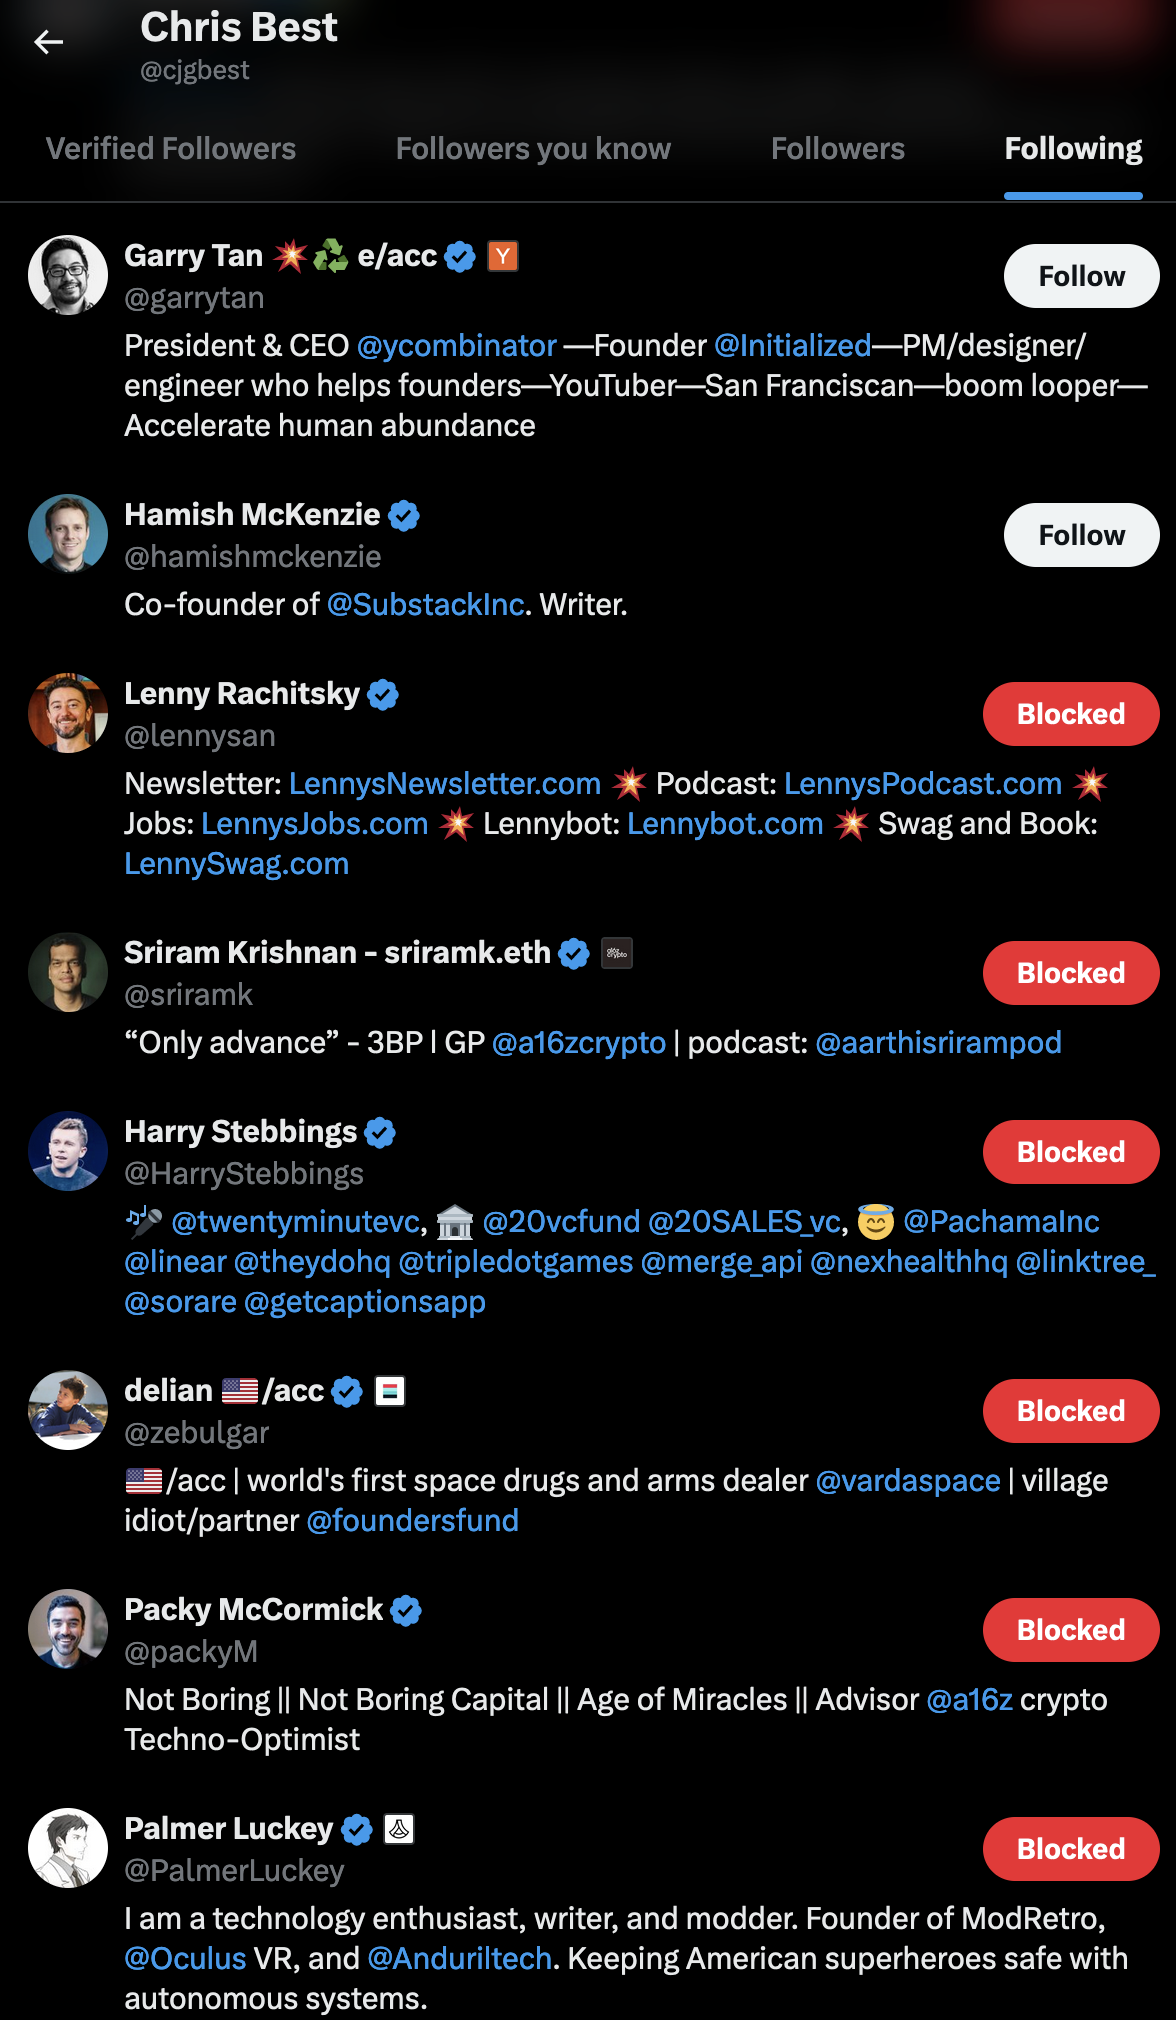 Chris Best
@cjgbest
Verified Followers Followers you know Followers Following
Garry Tan 💥♻️ e/acc
Y
@garrytan
Follow
President & CEO @ycombinator —Founder @Initialized—PM/designer/
engineer who helps founders—YouTuber—San Franciscan—boom looper—
Accelerate human abundance
Hamish McKenzie
@hamishmckenzie
Follow
Co-founder of @SubstackInc. Writer.
Lenny Rachitsky
@lennysan
Blocked
Newsletter: LennysNewsletter.com 💥 Podcast: LennysPodcast.com 💥
Jobs: LennysJobs.com 💥 Lennybot: Lennybot.com 💥 Swag and Book:
LennySwag.com
Sriram Krishnan - sriramk.eth
@sriramk
Blocked
“Only advance” - 3BP | GP @a16zcrypto | podcast: @aarthisrirampod
Harry Stebbings
@HarryStebbings
Blocked
🎤 @twentyminutevc, 🏛️ @20vcfund @20SALES_vc, 😇 @PachamaInc
@linear @theydohq @tripledotgames @merge_api @nexhealthhq @linktree_
@sorare @getcaptionsapp
delian 🇺🇸/acc
@zebulgar
Blocked
🇺🇸/acc | world's first space drugs and arms dealer @vardaspace | village
idiot/partner @foundersfund
Packy McCormick
@packyM
Blocked
Not Boring || Not Boring Capital || Age of Miracles || Advisor @a16z crypto
Techno-Optimist
Palmer Luckey
@PalmerLuckey
Blocked
I am a technology enthusiast, writer, and modder. Founder of ModRetro,
@Oculus VR, and @Anduriltech. Keeping American superheroes safe with
autonomous systems.